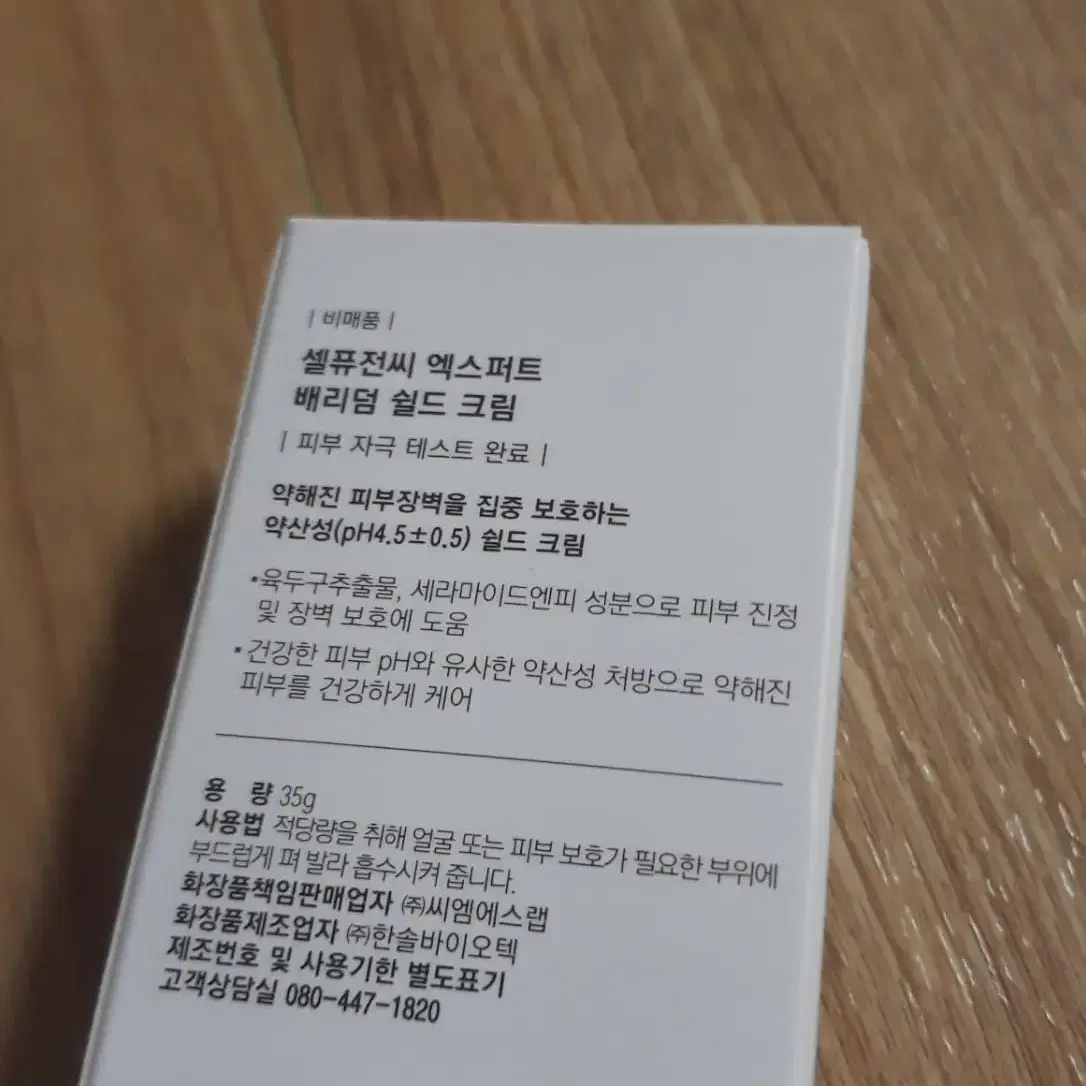 | 비매품 |
셀퓨전씨 엑스퍼트
배리덤 쉴드 크림
| 피부 자극 테스트 완료 |
약해진 피부장벽을 집중 보호하는
약산성(pH4.5±0.5) 쉴드 크림
•육두구추출물, 세라마이드엔피 성분으로 피부 진정
및 장벽 보호에 도움
•건강한 피부 pH와 유사한 약산성 처방으로 약해진
피부를 건강하게 케어
용 량 35g
사용법 적당량을 취해 얼굴 또는 피부 보호가 필요한 부위에
부드럽게 펴 발라 흡수시켜 줍니다.
화장품책임판매업자 ㈜씨엠에스랩
화장품제조업자 ㈜한솔바이오텍
제조번호 및 사용기한 별도표기
고객상담실 080-447-1820